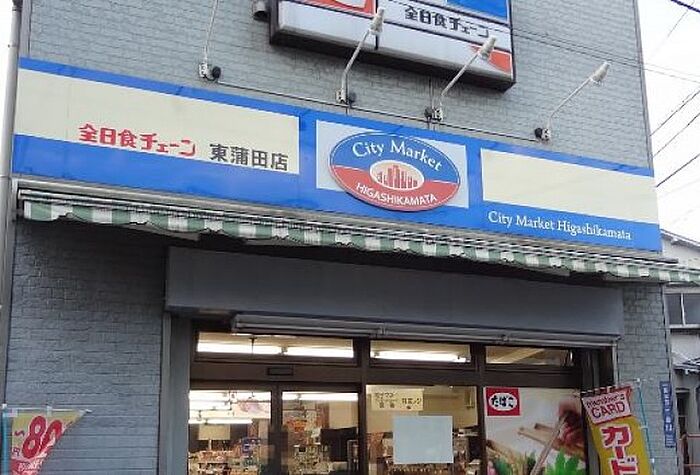 全日食チェーン
全日食チェーン 東蒲田店
City Market
HIGASHIKAMATA
City Market Higashikamata
たばこ
CARD
カード
80